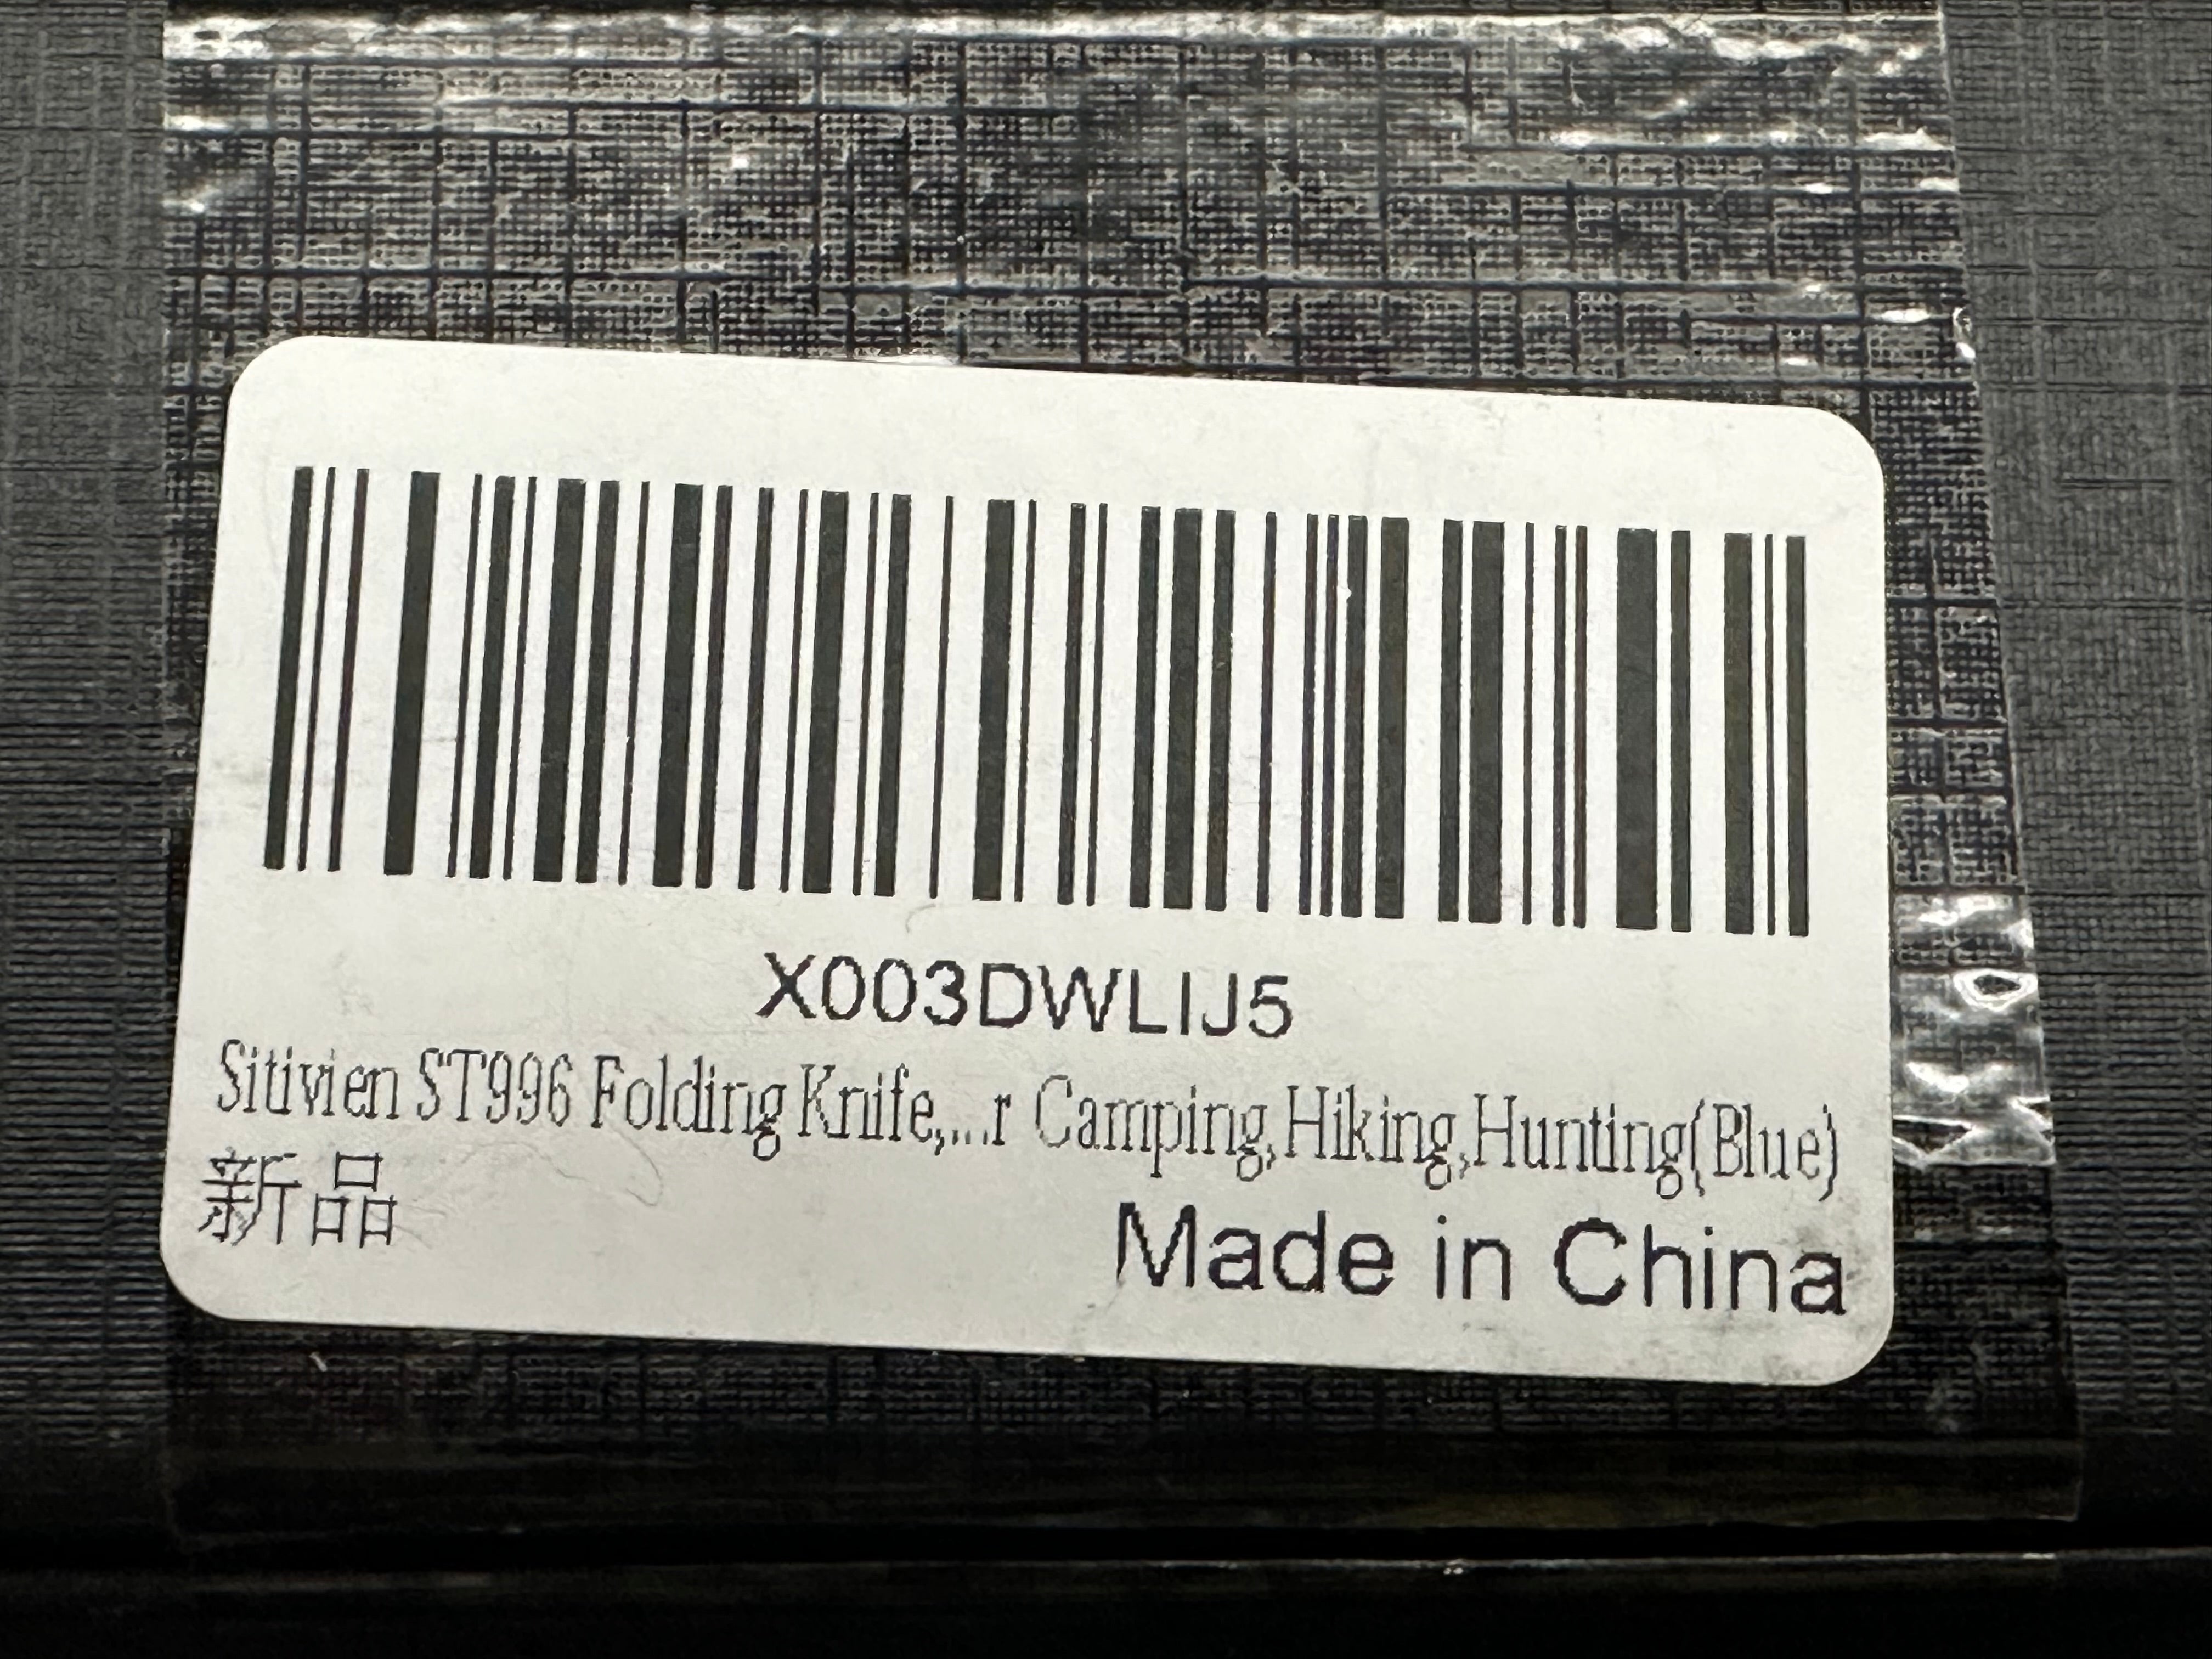 X003DWLIJ5
Sitivien ST996 Folding Knife,...r Camping,Hiking,Hunting(Blue)
新品
Made in China